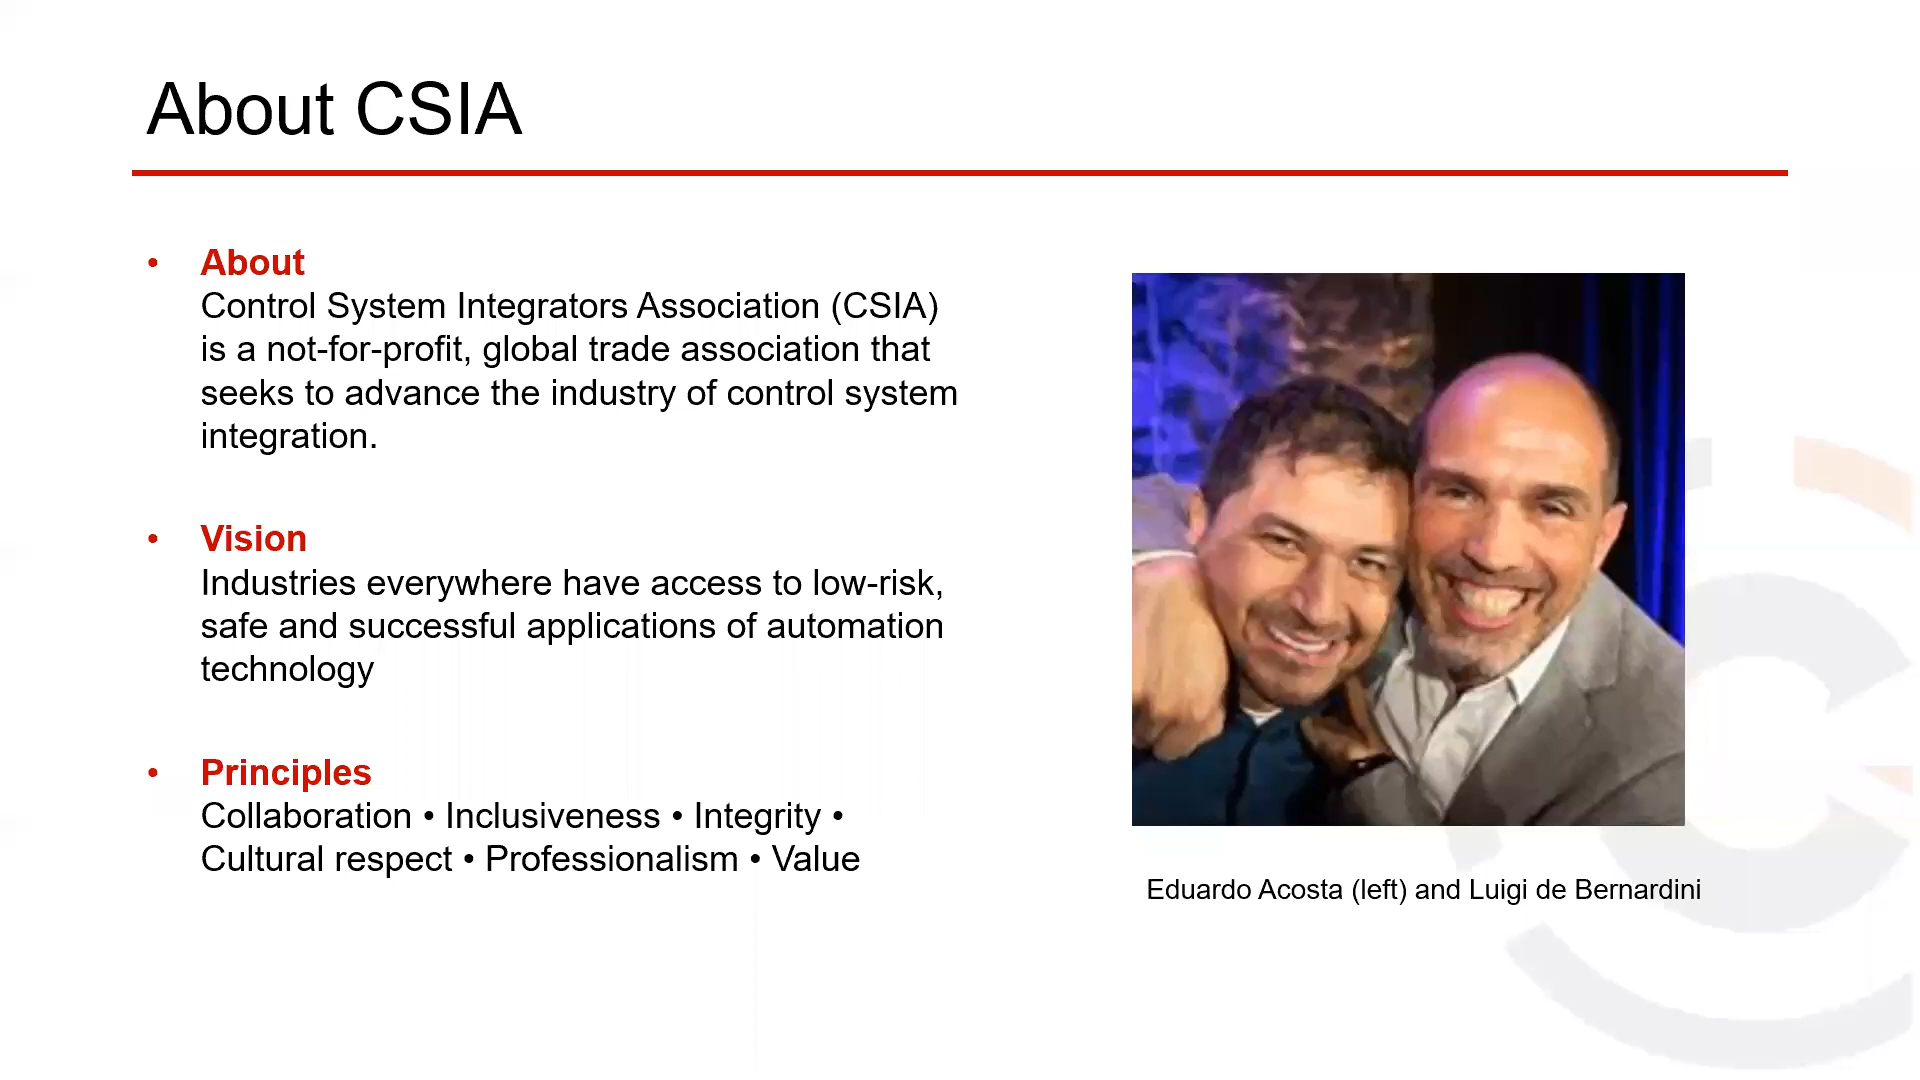 About CSIA
• About
Control System Integrators Association (CSIA)
is a not-for-profit, global trade association that
seeks to advance the industry of control system
integration.
• Vision
Industries everywhere have access to low-risk,
safe and successful applications of automation
technology
• Principles
Collaboration • Inclusiveness • Integrity •
Cultural respect • Professionalism • Value
Eduardo Acosta (left) and Luigi de Bernardini